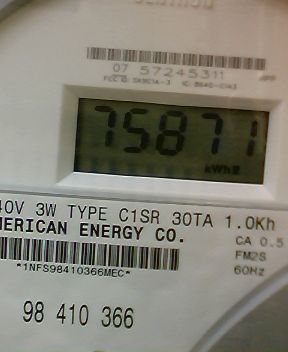 07 57245311
75871
kWh
40V 3W TYPE C1SR 30TA 1.0Kh
MERICAN ENERGY CO.
CA 0.5
FM2S
60Hz
*1NFS98410366MEC*
98 410 366